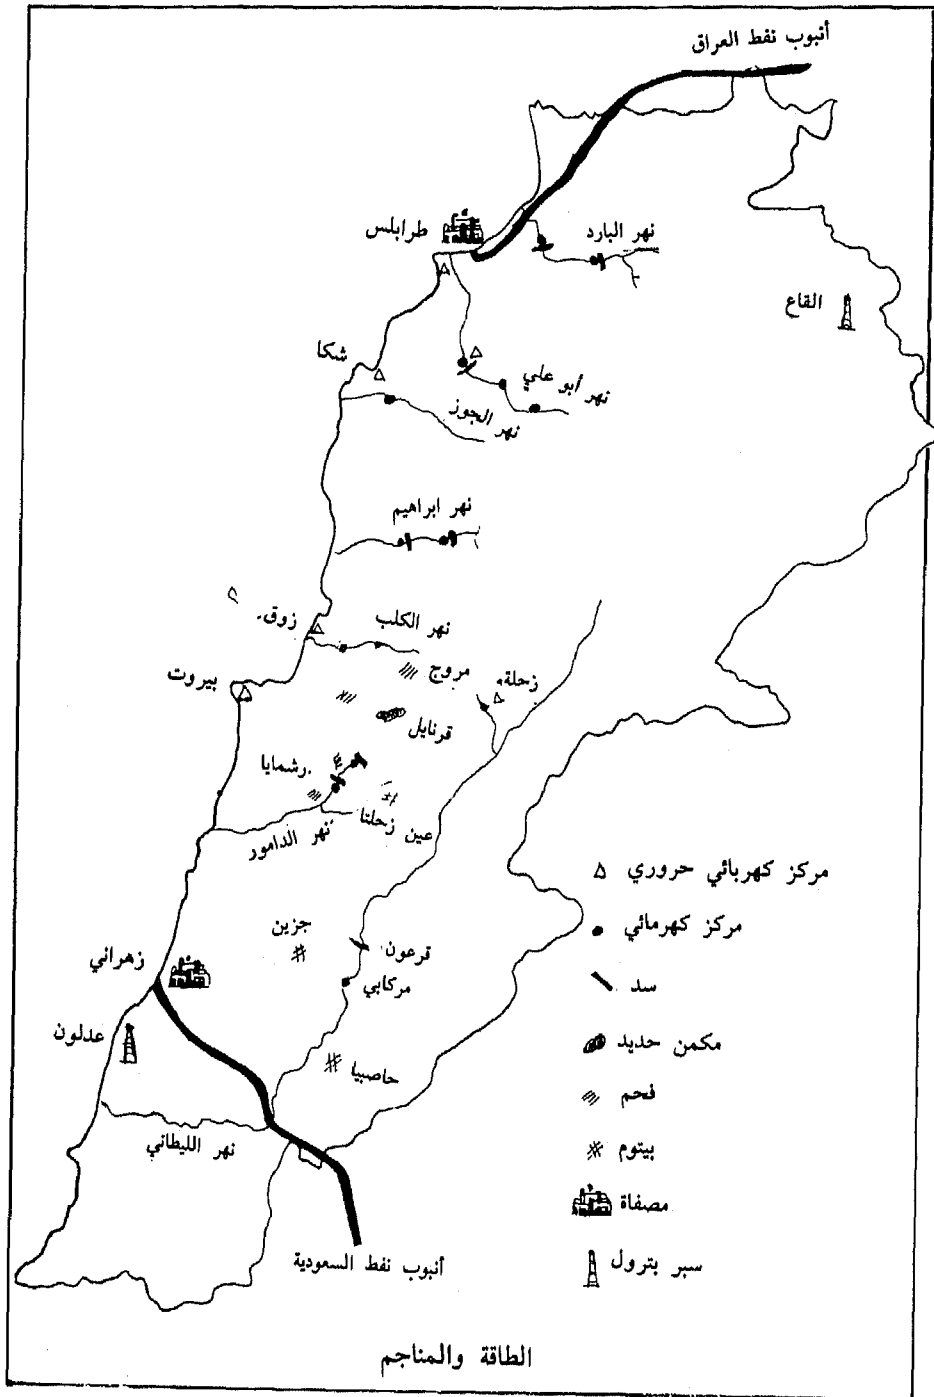 أنبوب نفط العراق
طرابلس
نهر البارد
القاع
شكا
نهر أبو علي
نهر الجوز
نهر ابراهيم
زوق
نهر الكلب
مروج
زحلة
بيروت
قرنايل
رشمايا
عين زحلتا
نهر الدامور
مركز كهربائي حروري
جزين
مركز كهرمائي
قرعون
زهراني
مركابي
سد
عدلون
مكمن حديد
حاصبيا
فحم
نهر الليطاني
بيتوم
مصفاة
أنبوب نفط السعودية
سبر بترول
الطاقة والمناجم